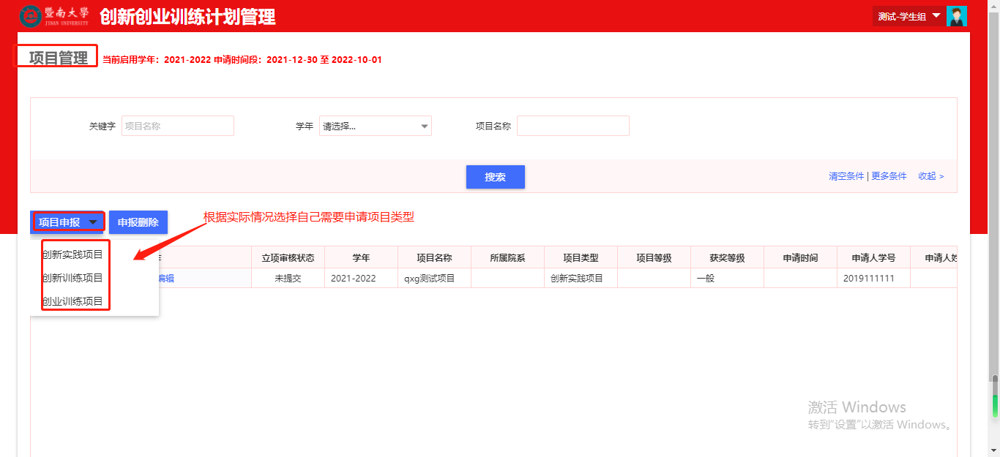 暨南大學 创新创业训练计划管理 测试-学生组
JINAN UNIVERSITY
项目管理 当前启用学年：2021-2022 申请时间段：2021-12-30 至 2022-10-01
关键字 项目名称 学年 请选择... 项目名称
搜索 清空条件 | 更多条件 收起 >
项目申报 申报删除 根据实际情况选择自己需要申请项目类型
创新实践项目
创新训练项目
创业训练项目
立项审核状态 学年 项目名称 所属院系 项目类型 项目等级 获奖等级 申请时间 申请人学号 申请人
编辑 未提交 2021-2022 qxg测试项目 创新实践项目 一般 2019111111
激活 Windows
转到"设置"以激活 Windows。